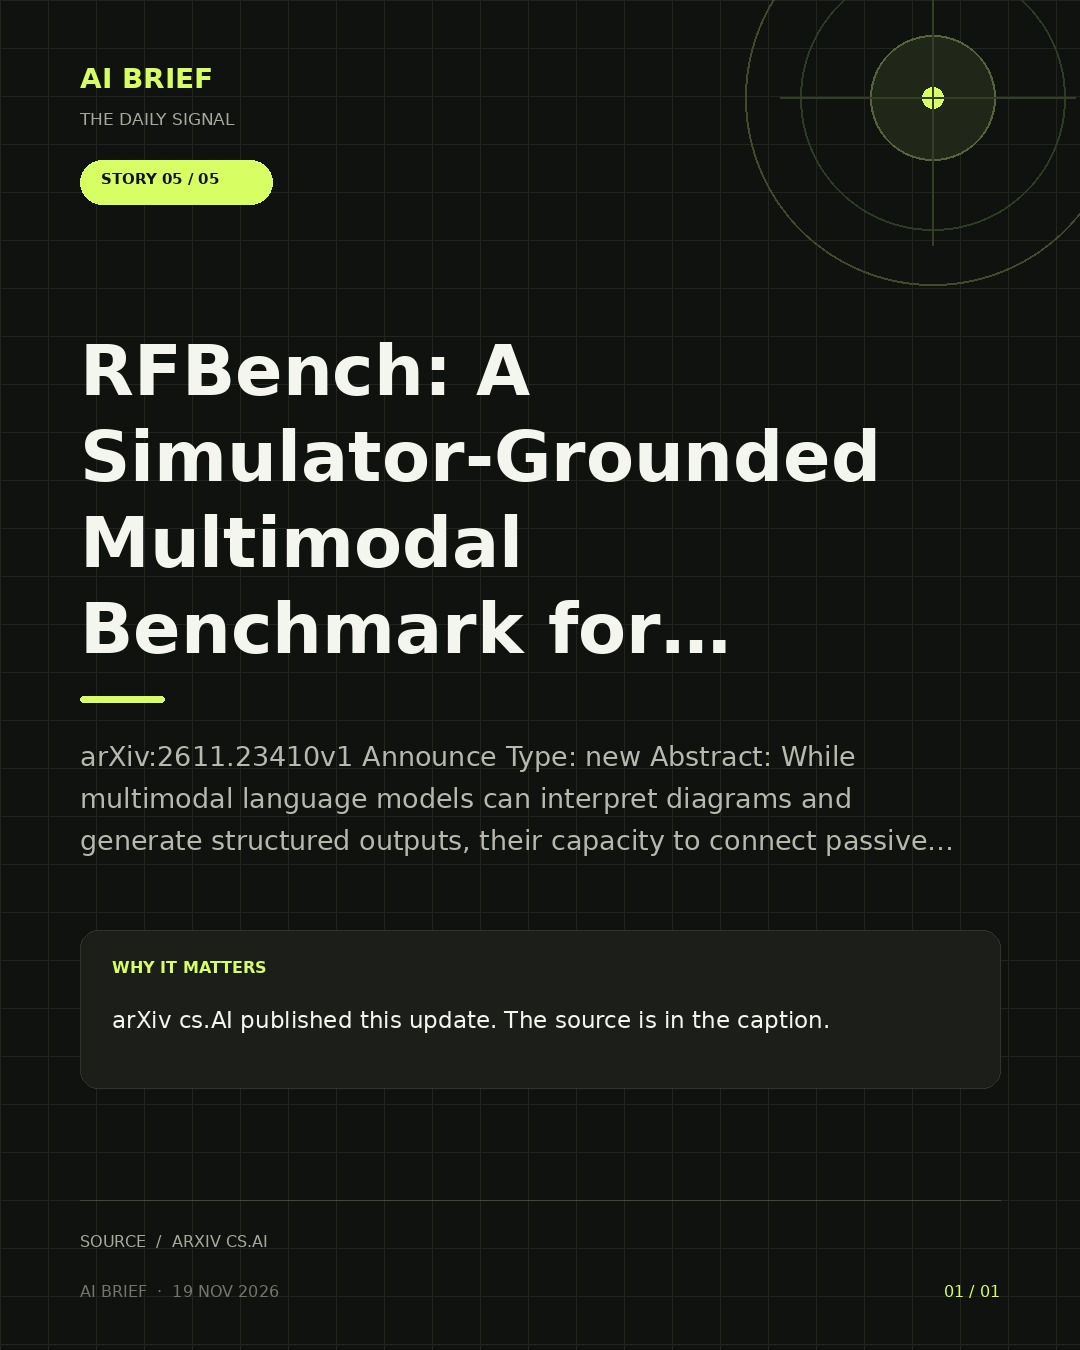 AI BRIEF
THE DAILY SIGNAL
STORY 05 / 05
RFBench: A
Simulator-Grounded
Multimodal
Benchmark for…
arXiv:2611.23410v1 Announce Type: new Abstract: While
multimodal language models can interpret diagrams and
generate structured outputs, their capacity to connect passive…
WHY IT MATTERS
arXiv cs.AI published this update. The source is in the caption.
SOURCE / ARXIV CS.AI
AI BRIEF · 19 NOV 2026
01 / 01